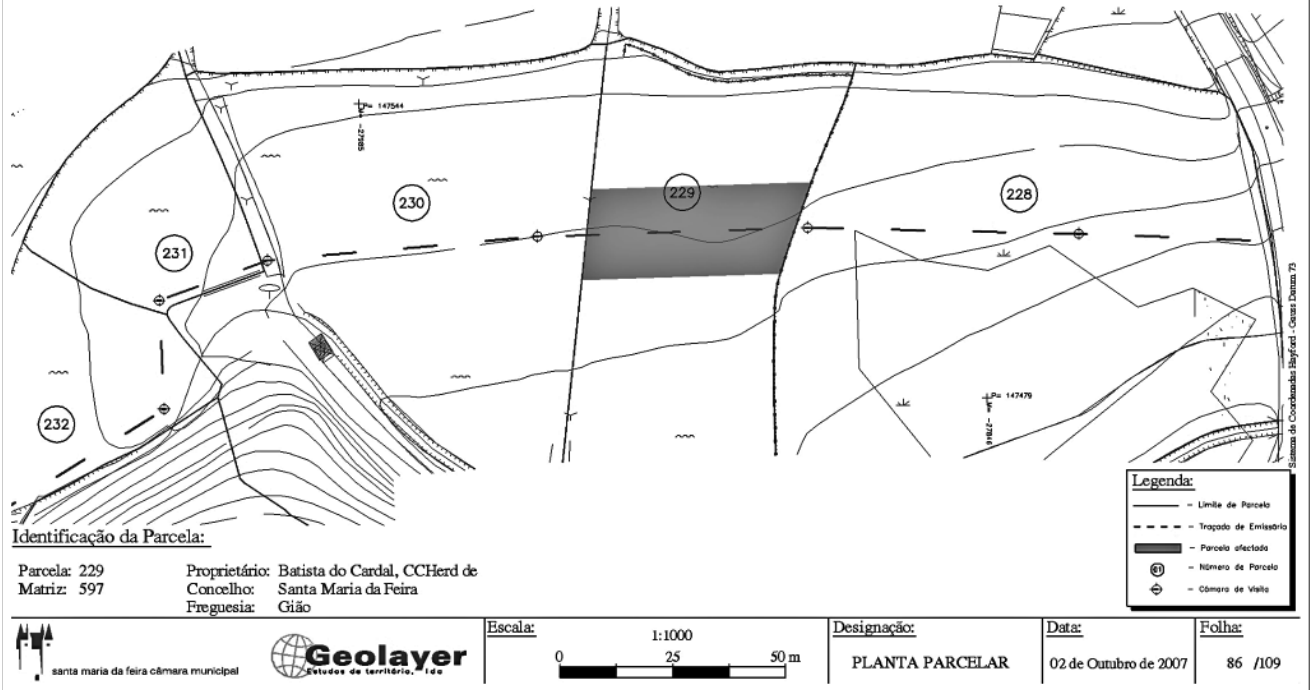 P= 147544
M= -27985
230
229
228
231
232
P= 147479
M= -27846
Sistema de Coordenadas Hayford - Gauss Datum 73
Legenda:
- Limite de Parcela
- Traçado de Emissário
- Parcela afectada
01 - Número de Parcela
- Câmara de Visita
Identificação da Parcela:
Parcela: 229 Proprietário: Batista do Cardal, CCHerd de
Matriz: 597 Concelho: Santa Maria da Feira
Freguesia: Gião
santa maria da feira câmara municipal
Geolayer
Estudos de território, lda
Escala:
1:1000
0 25 50 m
Designação:
PLANTA PARCELAR
Data:
02 de Outubro de 2007
Folha:
86 /109